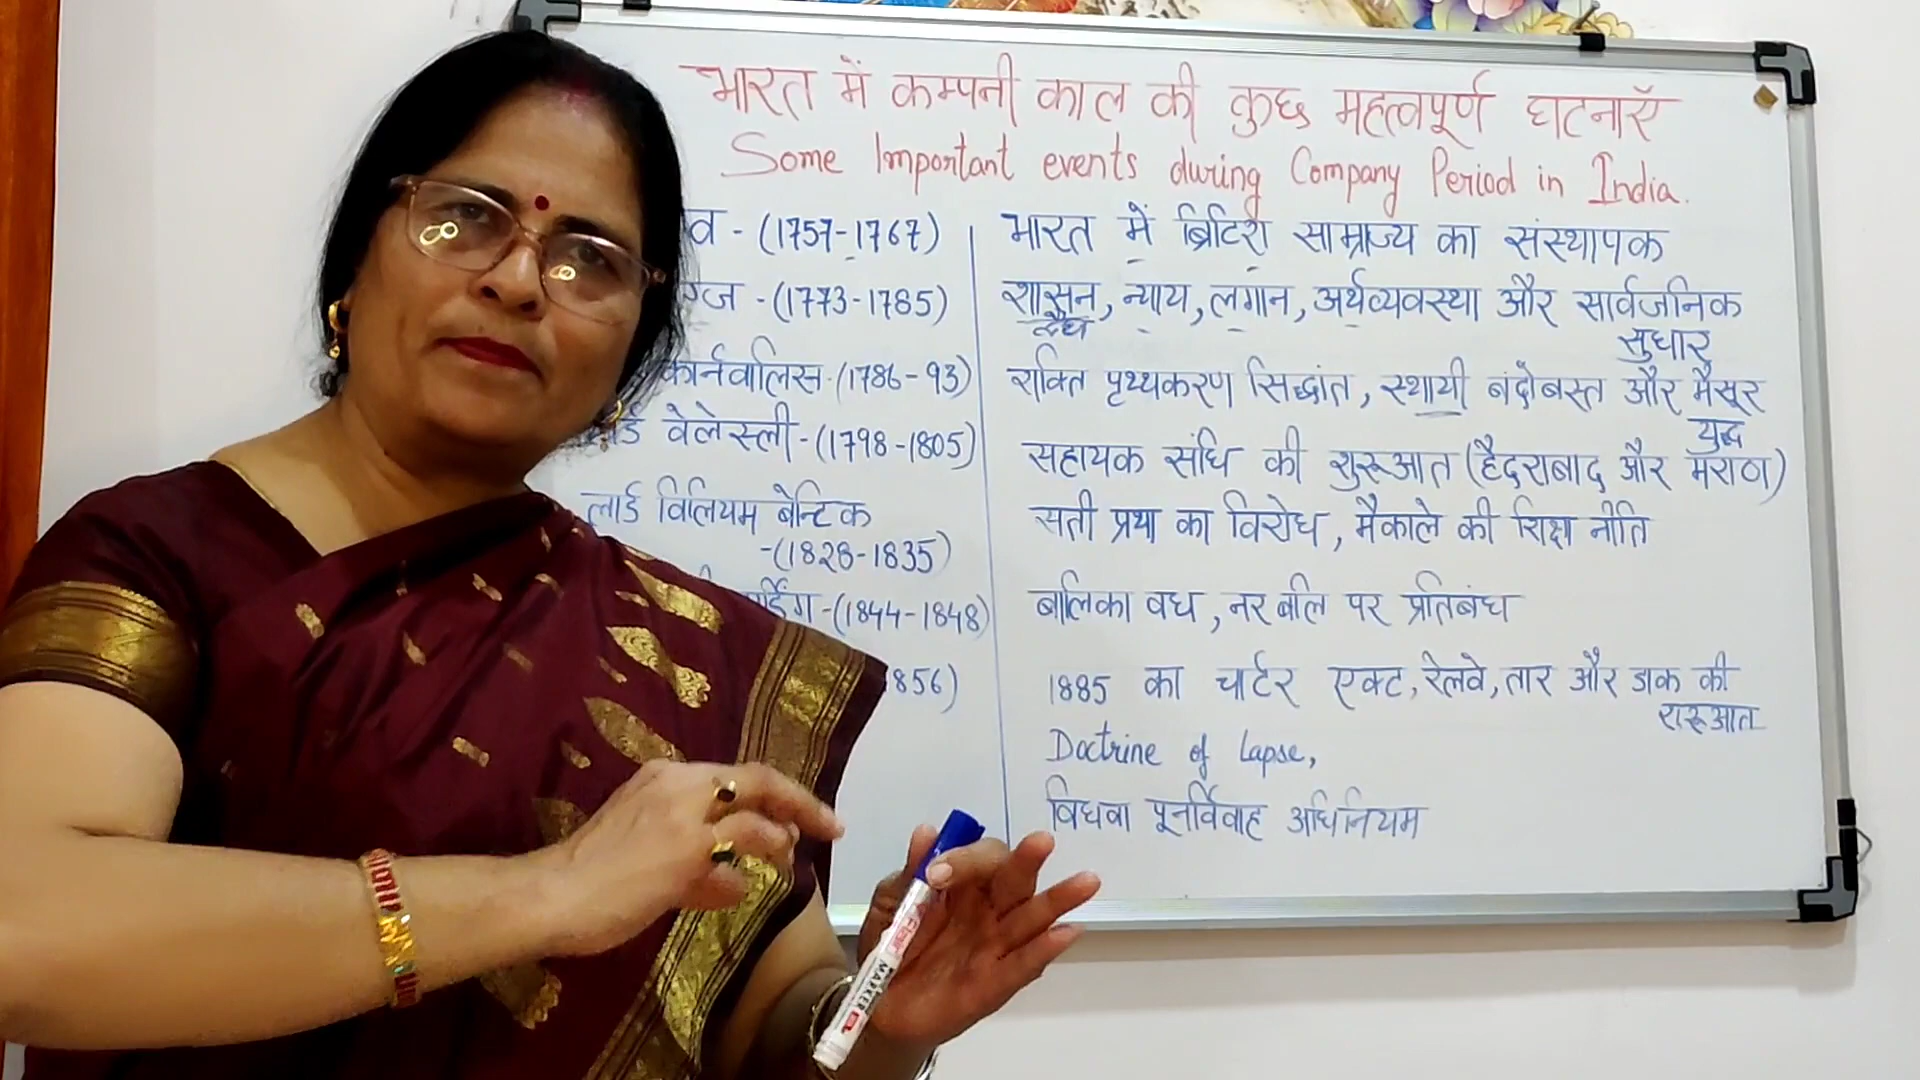 भारत में कम्पनी काल की कुछ महत्वपूर्ण घटनाएँ
Some Important events during Company Period in India.
व - (1757-1767) भारत में ब्रिटिश साम्राज्य का संस्थापक
ग्ज - (1773-1785) शासन, न्याय, लगान, अर्थव्यवस्था और सार्वजनिक
सुधार
कार्नवालिस - (1786-93) शक्ति पृथ्थकरण सिद्धांत, स्थायी बंदोबस्त और मैसूर
युद्ध
वेलेस्ली - (1798-1805) सहायक संधि की शुरूआत (हैदराबाद और मराठा)
लार्ड विलियम बेन्टिक सती प्रथा का विरोध, मैकाले की शिक्षा नीति
-(1828-1835)
र्डिंग - (1844-1848) बालिका वध, नर बलि पर प्रतिबंध
856) 1885 का चार्टर एक्ट, रेलवे, तार और डाक की
शुरूआत
Doctrine of Lapse,
विधवा पूनर्विवाह अधिनियम
MARKER